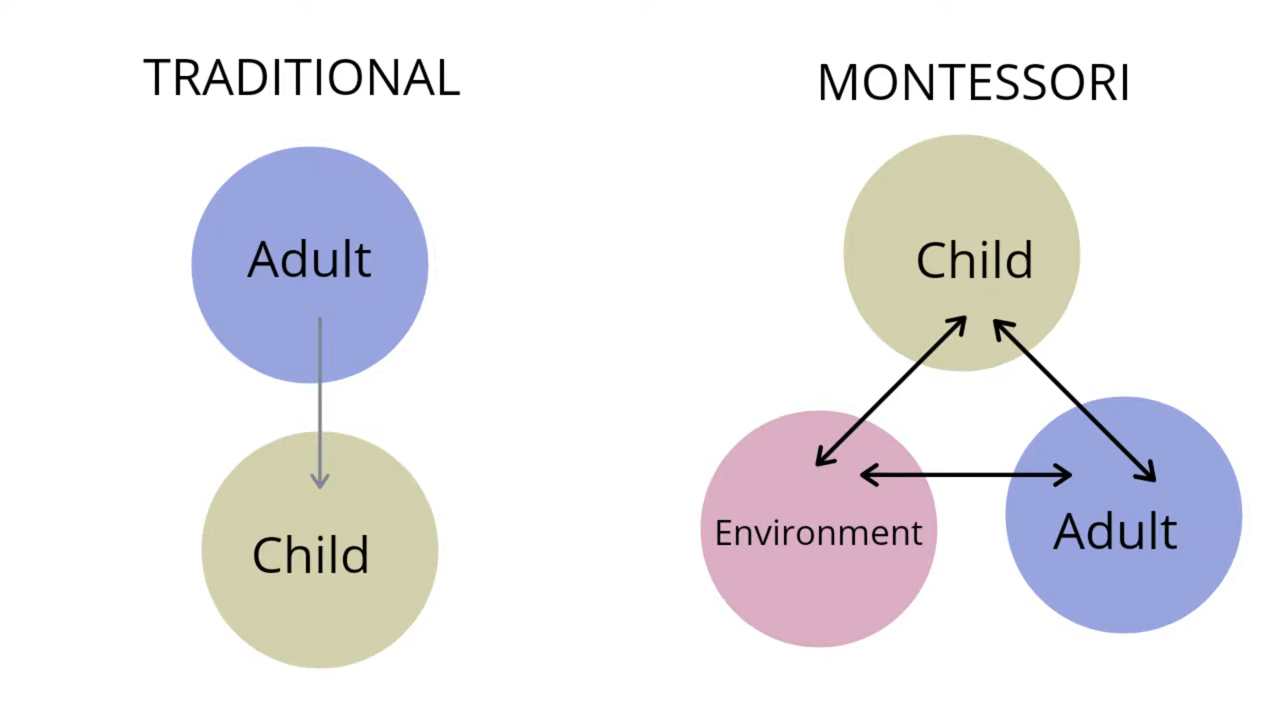 TRADITIONAL
Adult
Child
MONTESSORI
Child
Environment
Adult